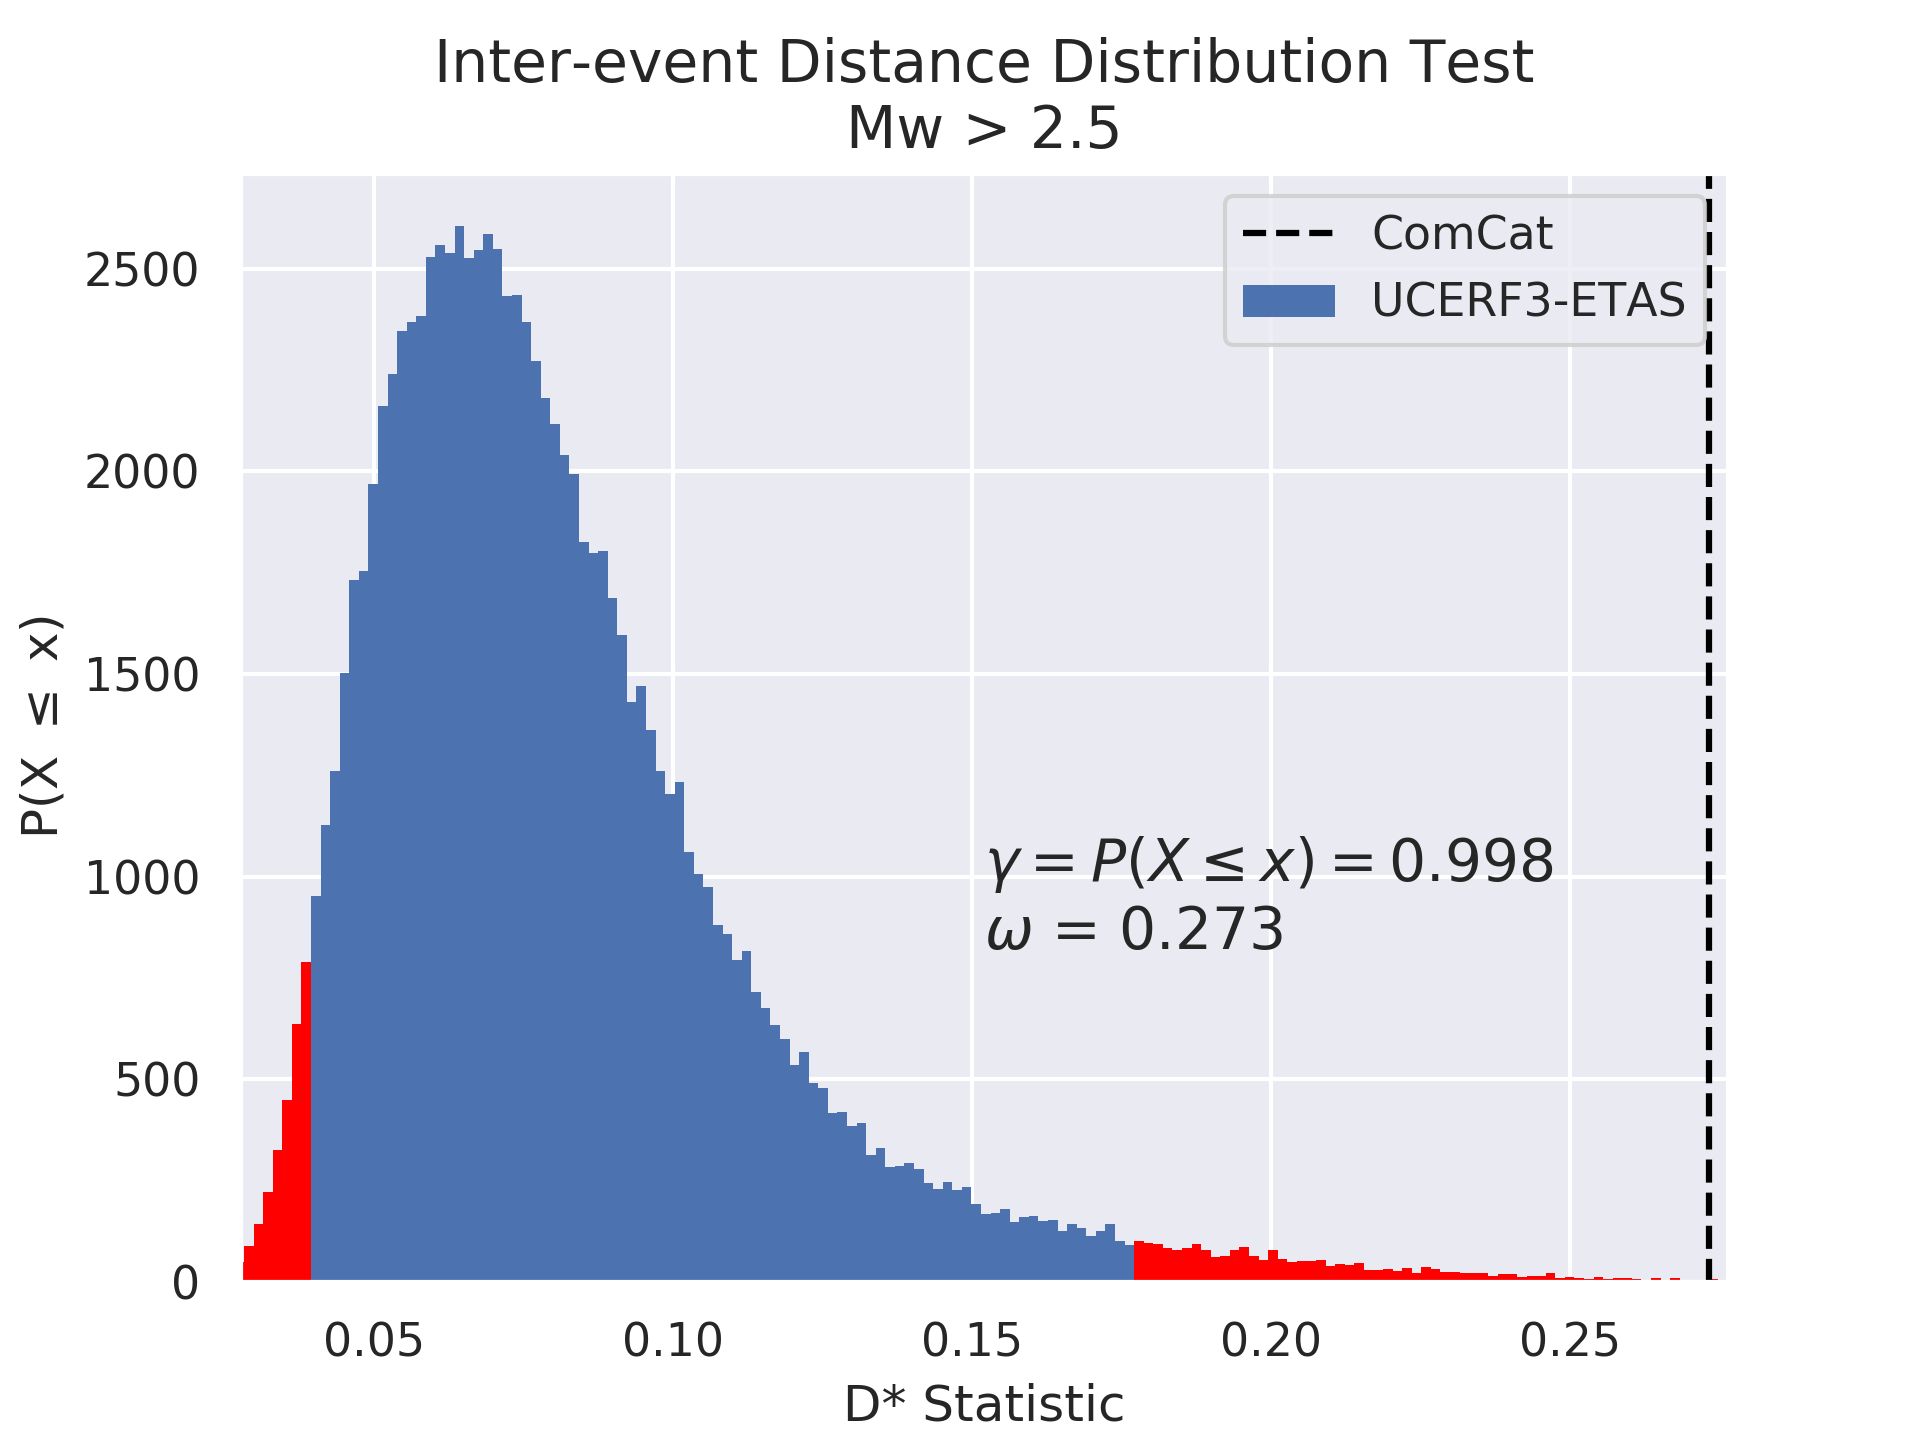 Inter-event Distance Distribution Test
Mw > 2.5
ComCat
UCERF3-ETAS
2500
2000
1500
1000
500
0
P(X ≤ x)
γ = P(X ≤ x) = 0.998
ω = 0.273
0.05 0.10 0.15 0.20 0.25
D* Statistic